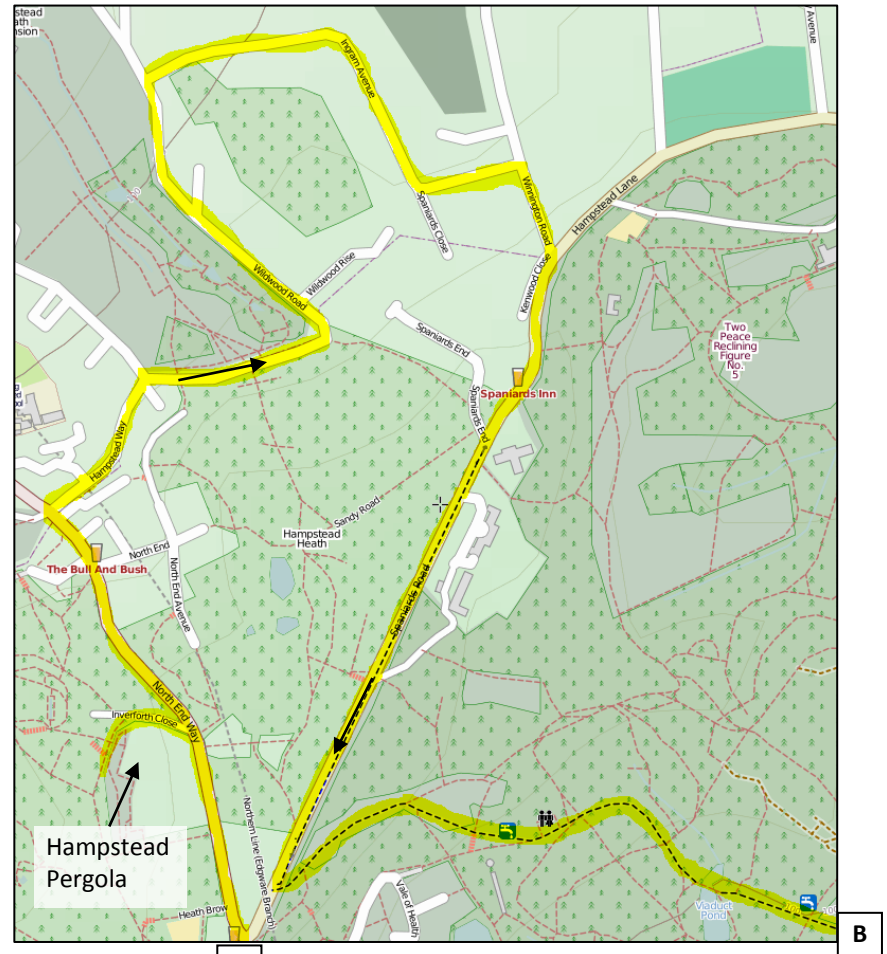 stead
ath
nsion
Avenue
Ingram Avenue
Hampstead Lane
Spaniards Close
Winnington Road
Wildwood Rise
Wildwood Road
Kenwood Close
Spaniards End
Two
Peace
Reclining
Figure
No.
5
Spaniards Inn
Spaniards End
Hampstead Way
Sandy Road
Hampstead
Heath
North End
The Bull And Bush
North End Avenue
Spaniards Road
North End Way
Inverforth Close
Hampstead
Pergola
Northern Line (Edgware Branch)
Heath Brow
Vale of Health
Viaduct
Pond
B